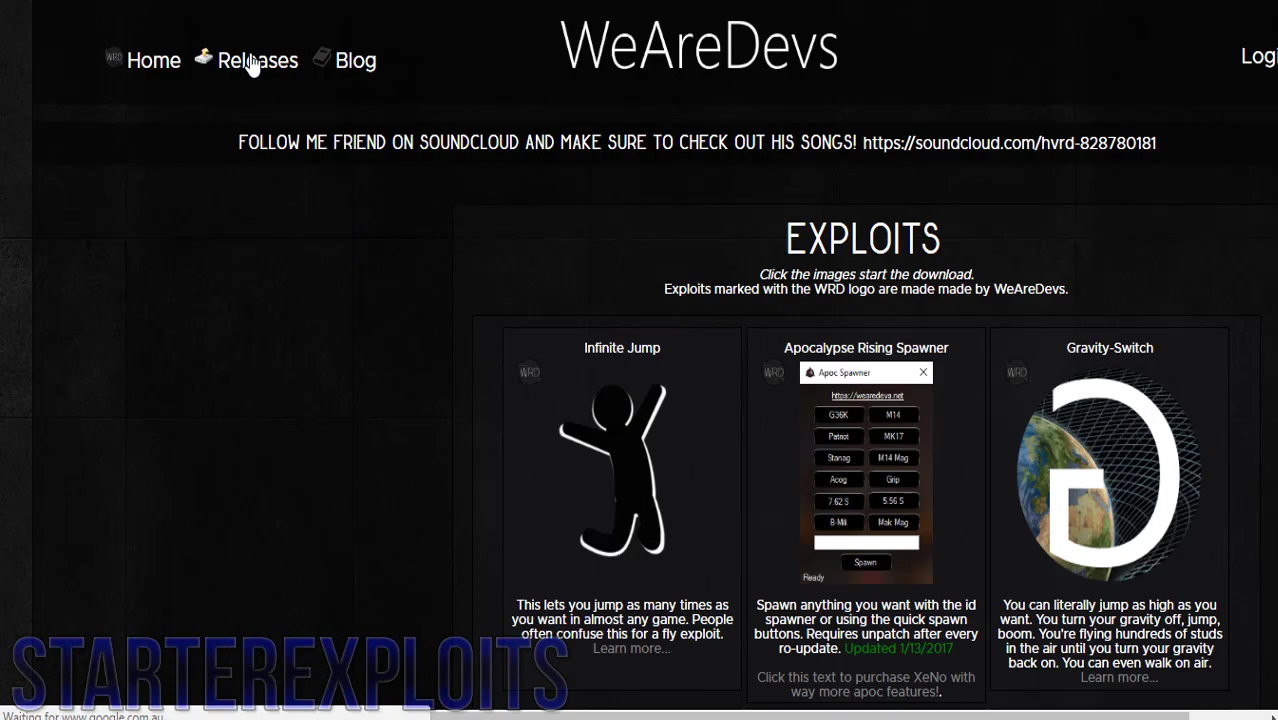 WeAreDevs
WRD Home Releases Blog
Logi
FOLLOW ME FRIEND ON SOUNDCLOUD AND MAKE SURE TO CHECK OUT HIS SONGS! https://soundcloud.com/hvrd-828780181
EXPLOITS
Click the images start the download.
Exploits marked with the WRD logo are made made by WeAreDevs.
Infinite Jump
WRD
This lets you jump as many times as
you want in almost any game. People
often confuse this for a fly exploit.
Learn more...
Apocalypse Rising Spawner
WRD
Apoc Spawner
https://wearedevs.net
G36K M14
Patriot MK17
Stanag M14 Mag
Acog Grip
7.62 S 5.56 S
8-Mili Mak Mag
Spawn
Ready
Spawn anything you want with the id
spawner or using the quick spawn
buttons. Requires unpatch after every
ro-update. Updated 1/13/2017
Click this text to purchase XeNo with
way more apoc features!.
Gravity-Switch
WRD
G
You can literally jump as high as you
want. You turn your gravity off, jump,
boom. You're flying hundreds of studs
in the air until you turn your gravity
back on. You can even walk on air.
Learn more...
STARTEREXPLOITS
Waiting for www.google.com.au